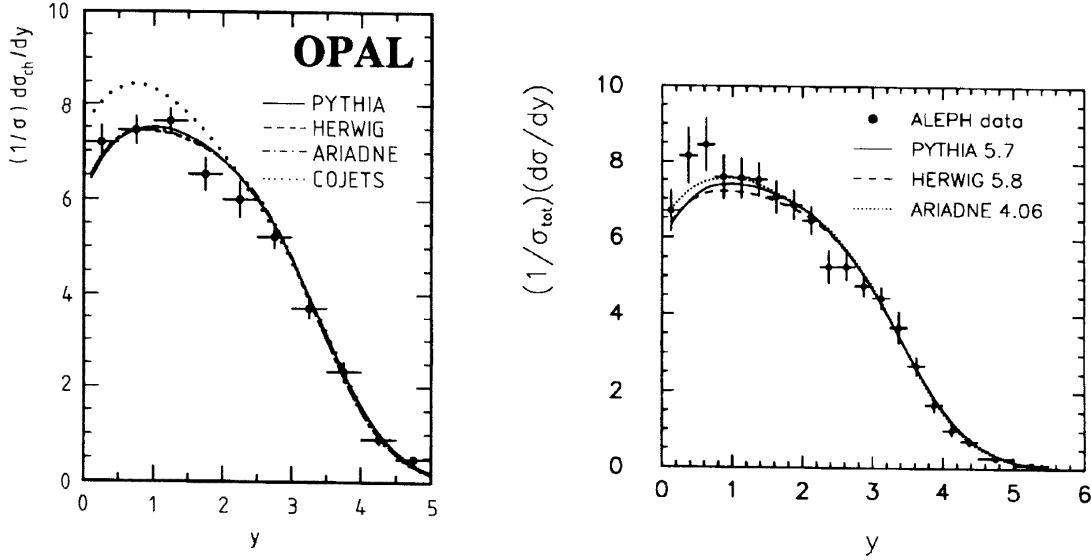 10
8
6
4
2
0
(1/σ) dσch/dy
OPAL
PYTHIA
HERWIG
ARIADNE
COJETS
0 1 2 3 4 5
y
10
8
6
4
2
0
(1/σtot)(dσ/dy)
ALEPH data
PYTHIA 5.7
HERWIG 5.8
ARIADNE 4.06
0 1 2 3 4 5 6
y